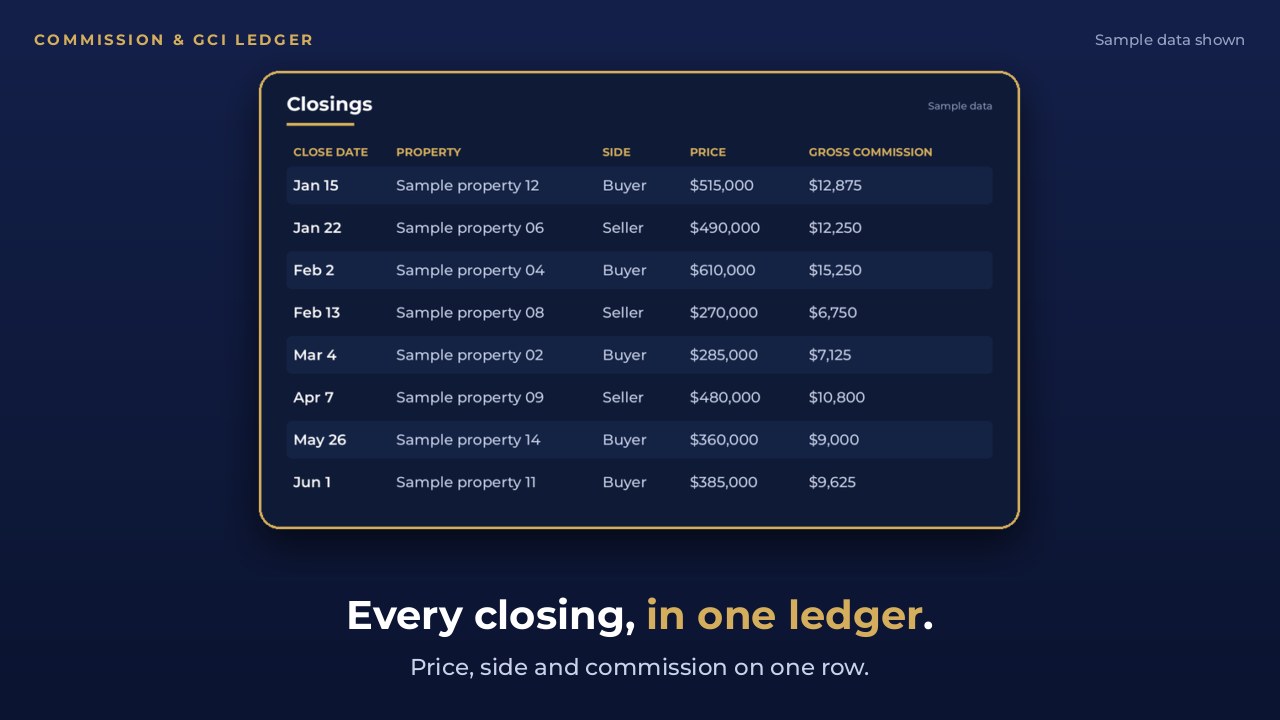 COMMISSION & GCI LEDGER
Sample data shown
Closings
Sample data
CLOSE DATE PROPERTY SIDE PRICE GROSS COMMISSION
Jan 15 Sample property 12 Buyer $515,000 $12,875
Jan 22 Sample property 06 Seller $490,000 $12,250
Feb 2 Sample property 04 Buyer $610,000 $15,250
Feb 13 Sample property 08 Seller $270,000 $6,750
Mar 4 Sample property 02 Buyer $285,000 $7,125
Apr 7 Sample property 09 Seller $480,000 $10,800
May 26 Sample property 14 Buyer $360,000 $9,000
Jun 1 Sample property 11 Buyer $385,000 $9,625
Every closing, in one ledger.
Price, side and commission on one row.